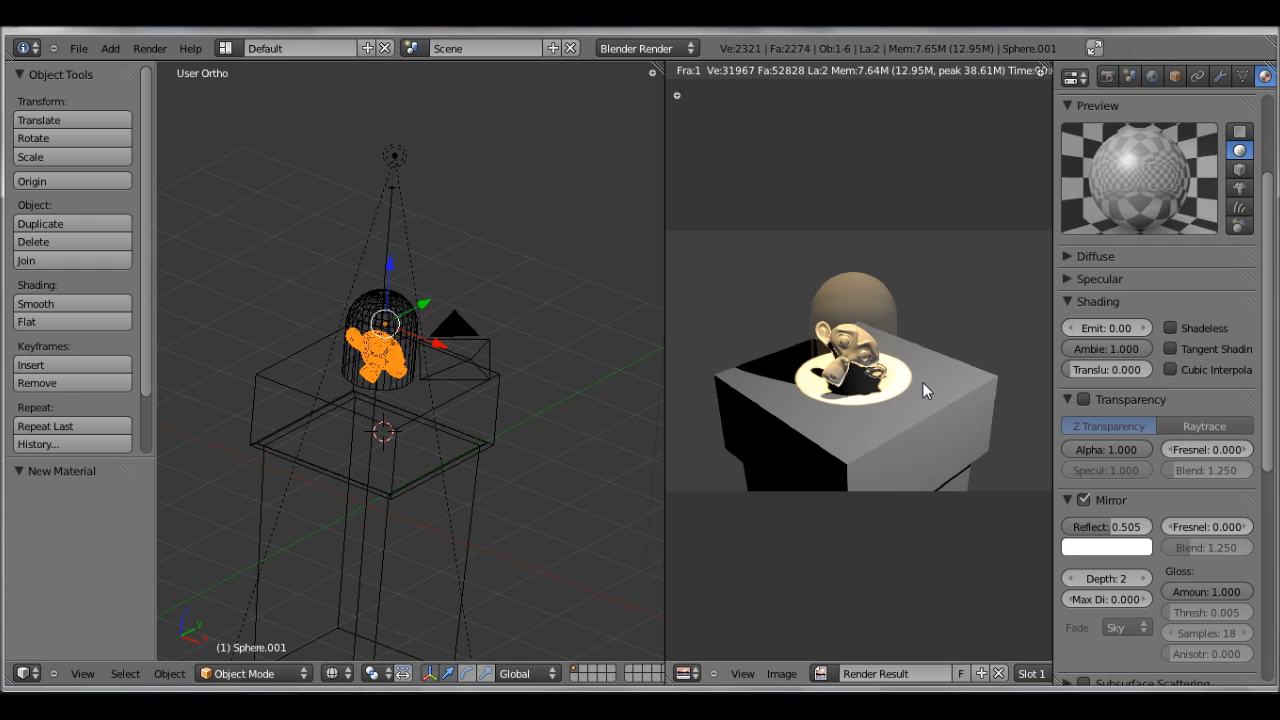 File Add Render Help Default Scene Blender Render Ve:2321 | Fa:2274 | Ob:1-6 | La:2 | Mem:7.65M (12.95M) | Sphere.001
Object Tools
Transform:
Translate
Rotate
Scale
Origin
Object:
Duplicate
Delete
Join
Shading:
Smooth
Flat
Keyframes:
Insert
Remove
Repeat:
Repeat Last
History...
New Material
User Ortho
z
y
x
(1) Sphere.001
View Select Object Object Mode Global
Fra:1 Ve:31967 Fa:52828 La:2 Mem:7.64M (12.95M, peak 38.61M) Time:
View Image Render Result F Slot 1
Preview
Diffuse
Specular
Shading
Emit: 0.00 Shadeless
Ambie: 1.000 Tangent Shadin
Translu: 0.000 Cubic Interpola
Transparency
Z Transparency Raytrace
Alpha: 1.000 Fresnel: 0.000
Specul: 1.000 Blend: 1.250
Mirror
Reflect: 0.505 Fresnel: 0.000
Blend: 1.250
Depth: 2 Gloss:
Max Di: 0.000 Amoun: 1.000
Thresh: 0.005
Fade Sky Samples: 18
Anisotr: 0.000
Subsurface Scattering